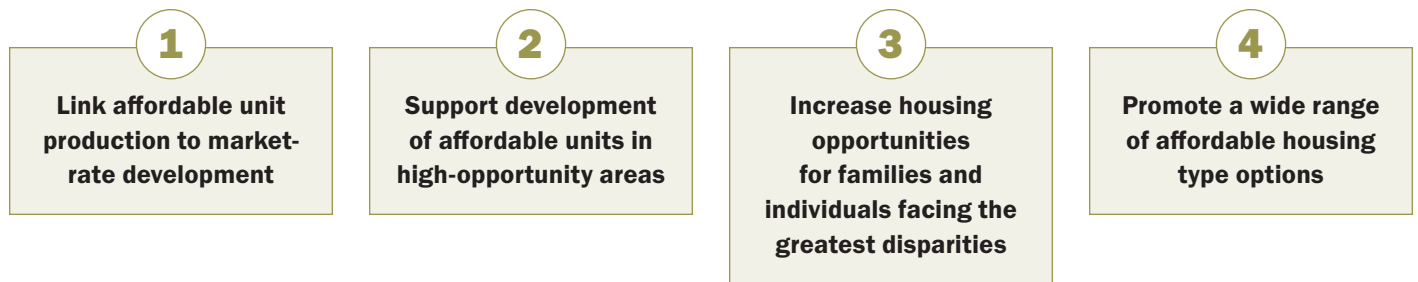 1
Link affordable unit
production to market-
rate development
2
Support development
of affordable units in
high-opportunity areas
3
Increase housing
opportunities
for families and
individuals facing the
greatest disparities
4
Promote a wide range
of affordable housing
type options